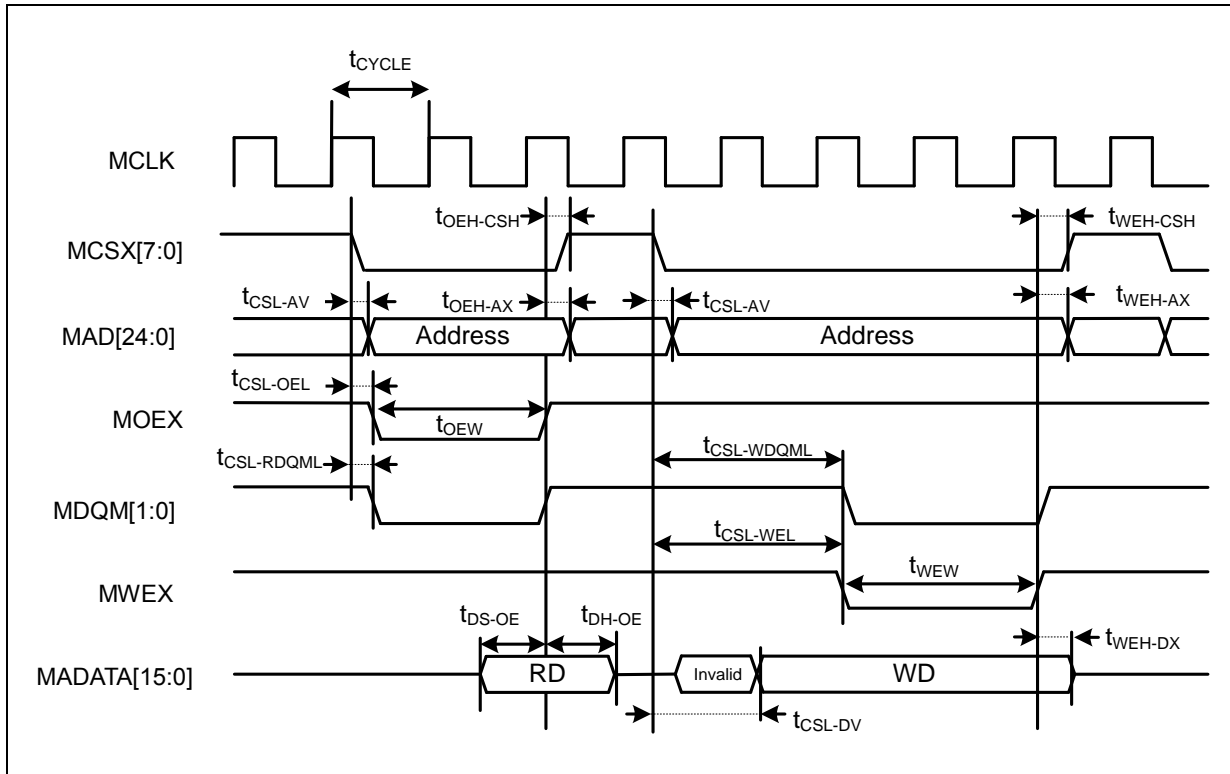 tCYCLE
MCLK
tOEH-CSH
tWEH-CSH
MCSX[7:0]
tCSL-AV
tOEH-AX
tCSL-AV
tWEH-AX
MAD[24:0]
Address
Address
tCSL-OEL
MOEX
tOEW
tCSL-WDQML
tCSL-RDQML
MDQM[1:0]
tCSL-WEL
tWEW
MWEX
tDS-OE
tDH-OE
tWEH-DX
MADATA[15:0]
RD
Invalid
WD
tCSL-DV